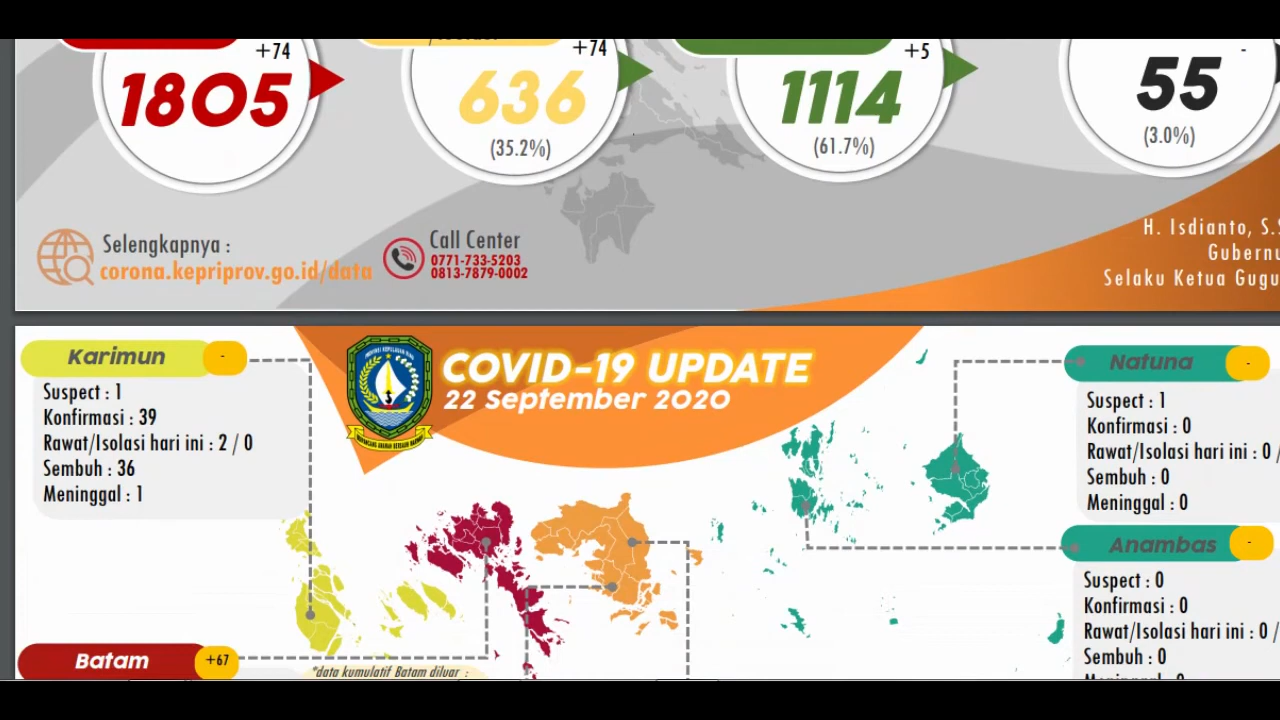 +74
1805
+74
636
(35.2%)
+5
1114
(61.7%)
-
55
(3.0%)
Selengkapnya :
corona.kepriprov.go.id/data
Call Center
0771-733-5203
0813-7879-0002
H. Isdianto, S.S
Gubernu
Selaku Ketua Gugu
Karimun -
Suspect : 1
Konfirmasi : 39
Rawat/Isolasi hari ini : 2 / 0
Sembuh : 36
Meninggal : 1
COVID-19 UPDATE
22 September 2020
Natuna -
Suspect : 1
Konfirmasi : 0
Rawat/Isolasi hari ini : 0 /
Sembuh : 0
Meninggal : 0
Anambas -
Suspect : 0
Konfirmasi : 0
Rawat/Isolasi hari ini : 0 /
Sembuh : 0
Batam +67
*data kumulatif Batam diluar :